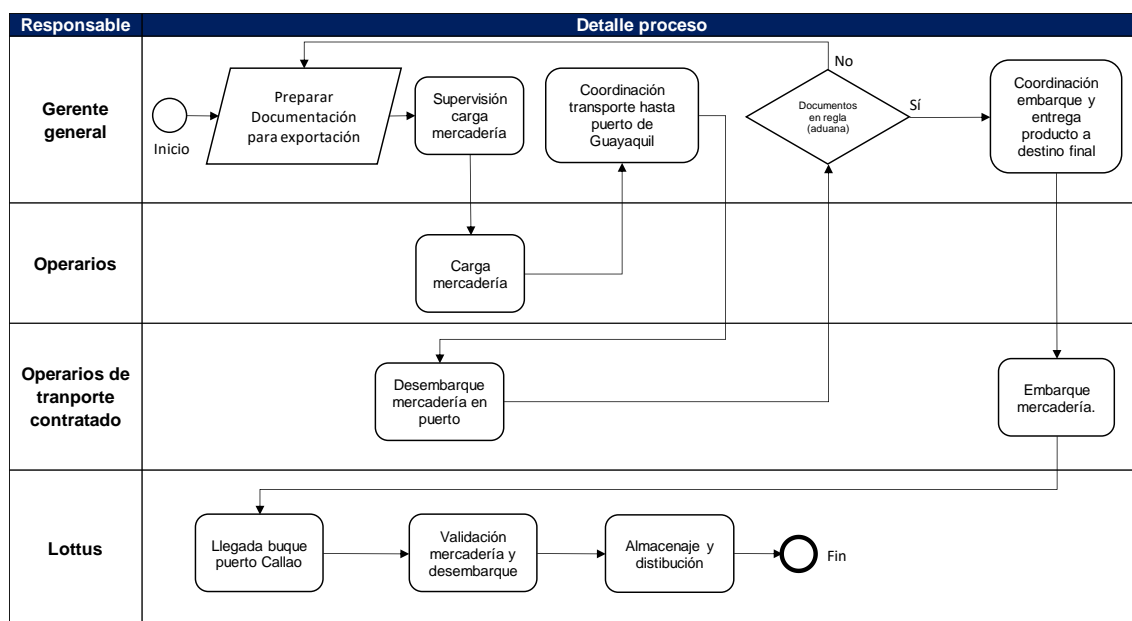 Responsable
Detalle proceso
Gerente
general
Inicio
Preparar
Documentación
para exportación
Supervisión
carga
mercadería
Coordinación
transporte hasta
puerto de
Guayaquil
No
Documentos
en regla
(aduana)
Sí
Coordinación
embarque y
entrega
producto a
destino final
Operarios
Carga
mercadería
Operarios de
tranporte
contratado
Desembarque
mercadería en
puerto
Embarque
mercadería.
Lottus
Llegada buque
puerto Callao
Validación
mercadería y
desembarque
Almacenaje y
distibución
Fin